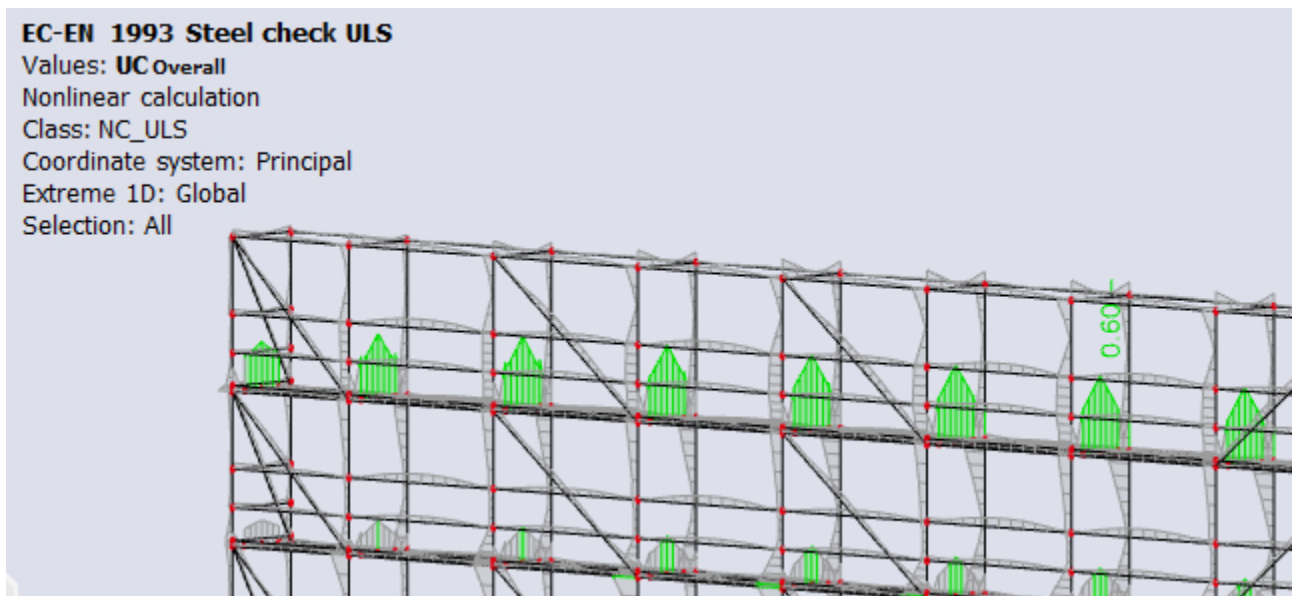 EC-EN 1993 Steel check ULS
Values: UC Overall
Nonlinear calculation
Class: NC_ULS
Coordinate system: Principal
Extreme 1D: Global
Selection: All
0.60